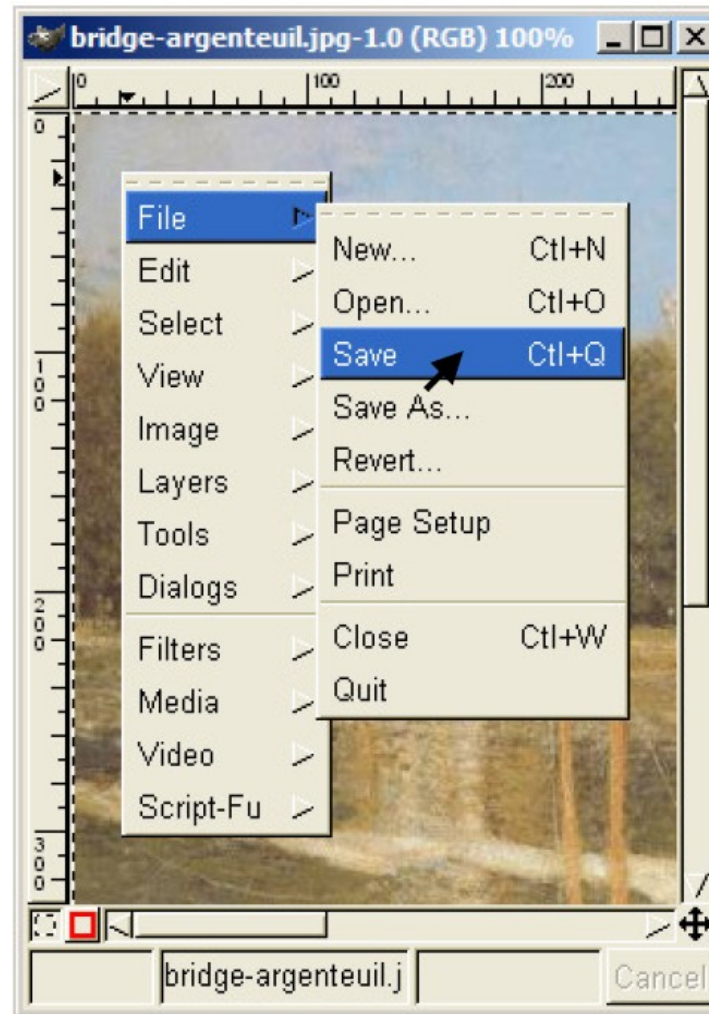 bridge-argenteuil.jpg-1.0 (RGB) 100%
0 100 200
0
100
200
300
File
Edit
Select
View
Image
Layers
Tools
Dialogs
Filters
Media
Video
Script-Fu
New... Ctl+N
Open... Ctl+O
Save Ctl+Q
Save As...
Revert...
Page Setup
Print
Close Ctl+W
Quit
bridge-argenteuil.j
Cancel